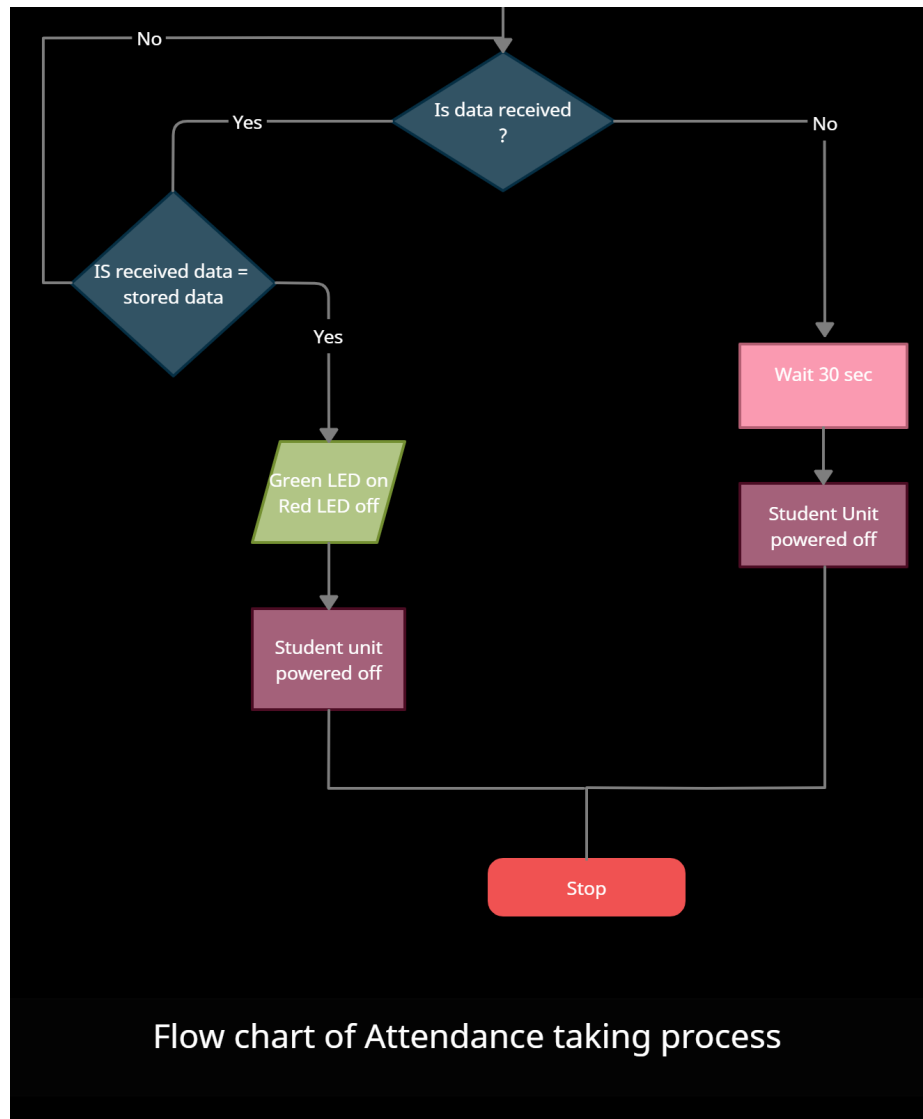 No
Is data received
?
Yes
No
IS received data =
stored data
Yes
Wait 30 sec
Green LED on
Red LED off
Student Unit
powered off
Student unit
powered off
Stop
Flow chart of Attendance taking process